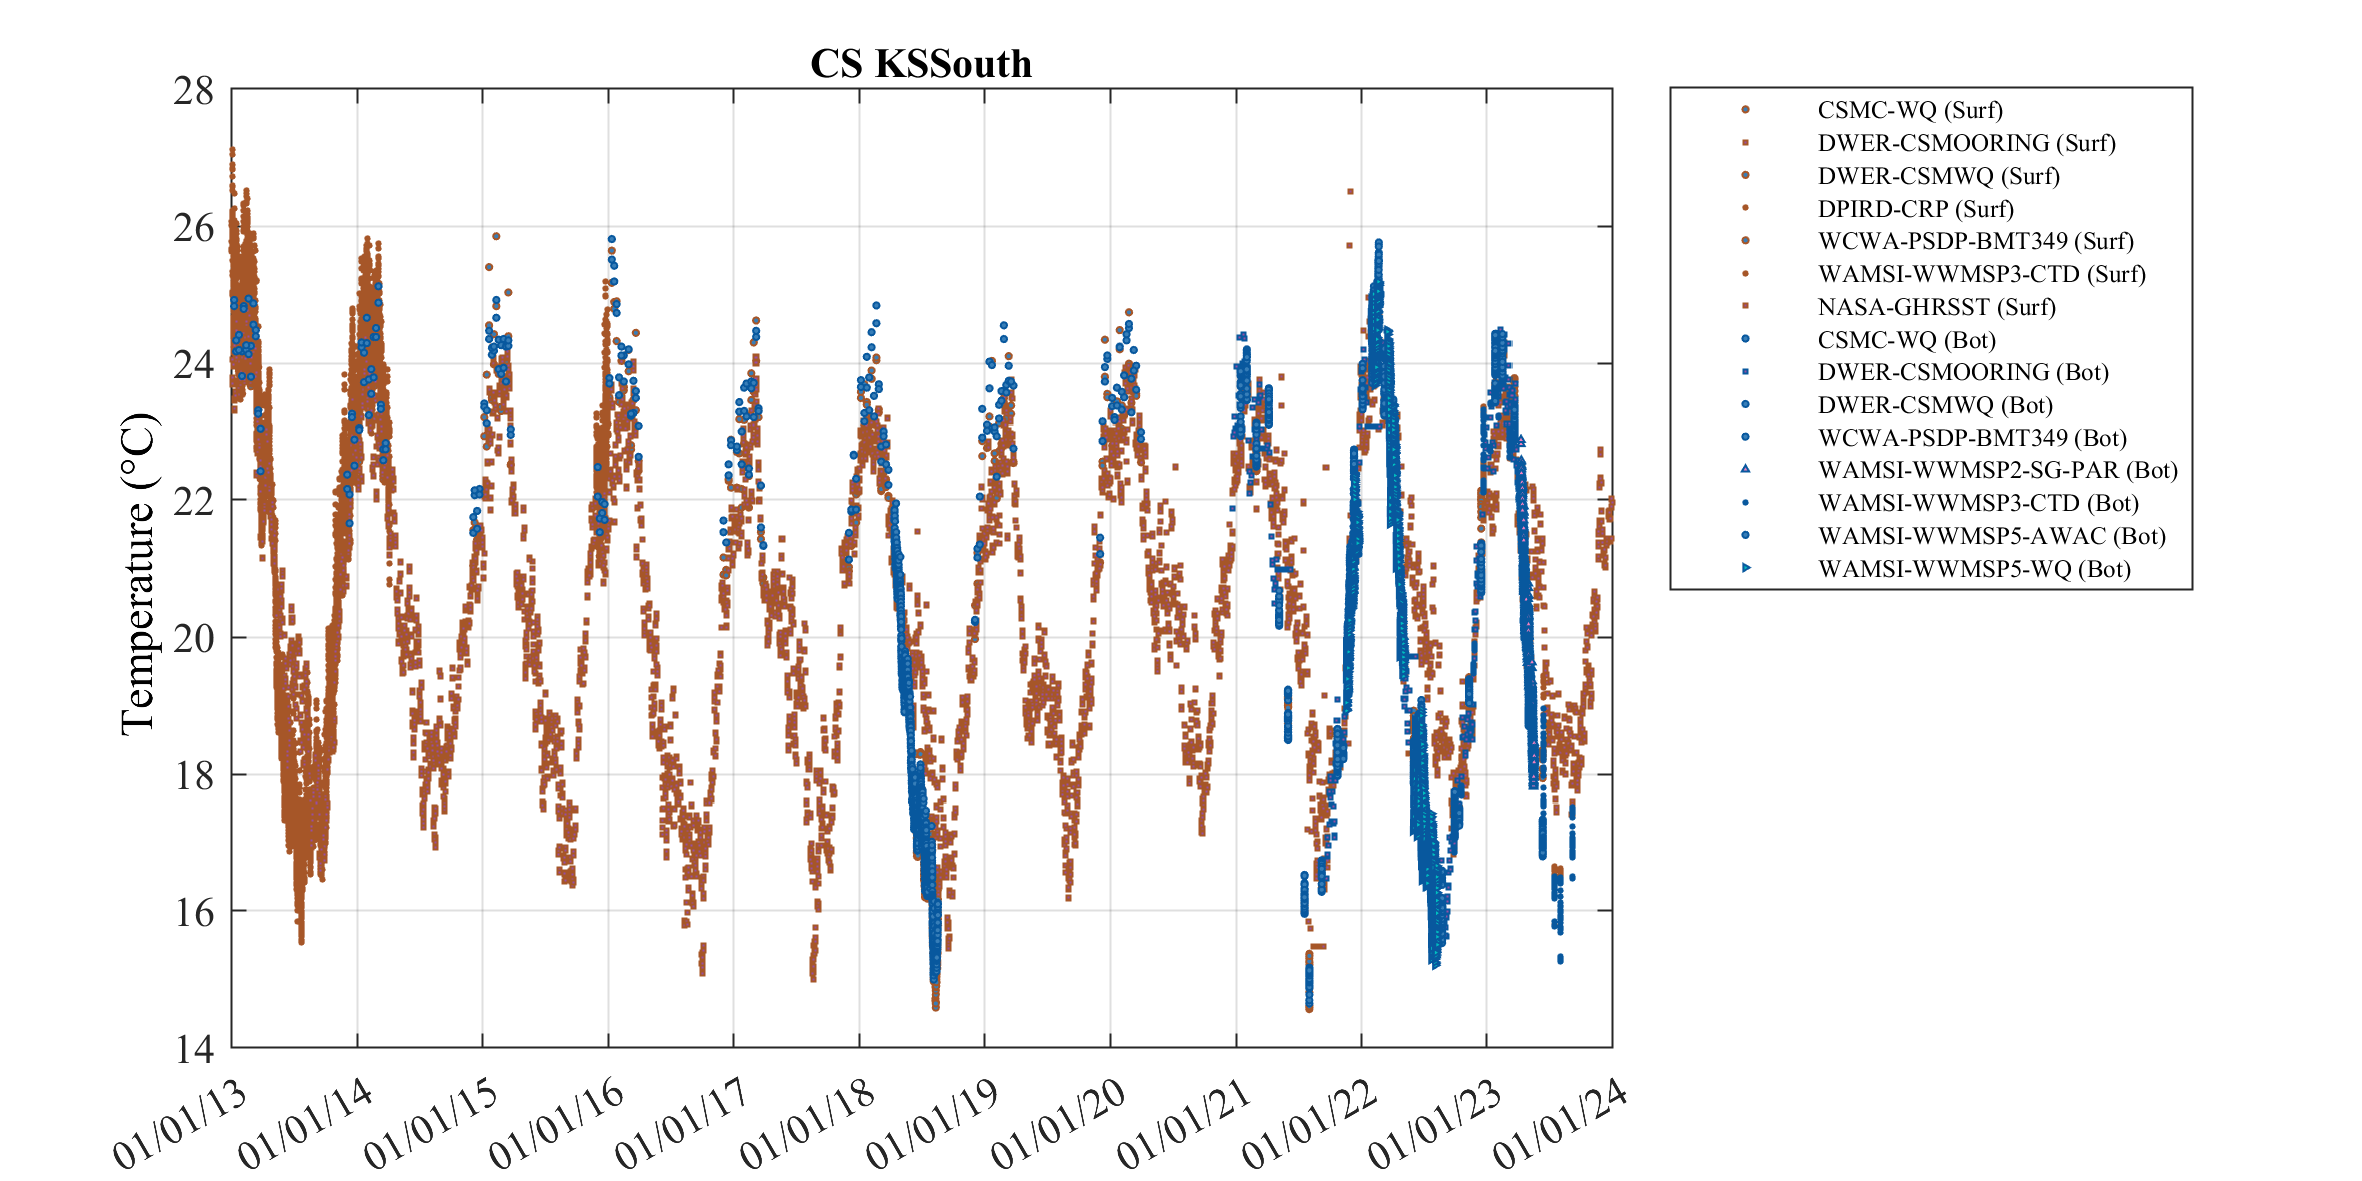 CS KSSouth
28
26
24
22
20
18
16
14
Temperature (°C)
01/01/13
01/01/14
01/01/15
01/01/16
01/01/17
01/01/18
01/01/19
01/01/20
01/01/21
01/01/22
01/01/23
01/01/24
CSMC-WQ (Surf)
DWER-CSMOORING (Surf)
DWER-CSMWQ (Surf)
DPIRD-CRP (Surf)
WCWA-PSDP-BMT349 (Surf)
WAMSI-WWMSP3-CTD (Surf)
NASA-GHRSST (Surf)
CSMC-WQ (Bot)
DWER-CSMOORING (Bot)
DWER-CSMWQ (Bot)
WCWA-PSDP-BMT349 (Bot)
WAMSI-WWMSP2-SG-PAR (Bot)
WAMSI-WWMSP3-CTD (Bot)
WAMSI-WWMSP5-AWAC (Bot)
WAMSI-WWMSP5-WQ (Bot)